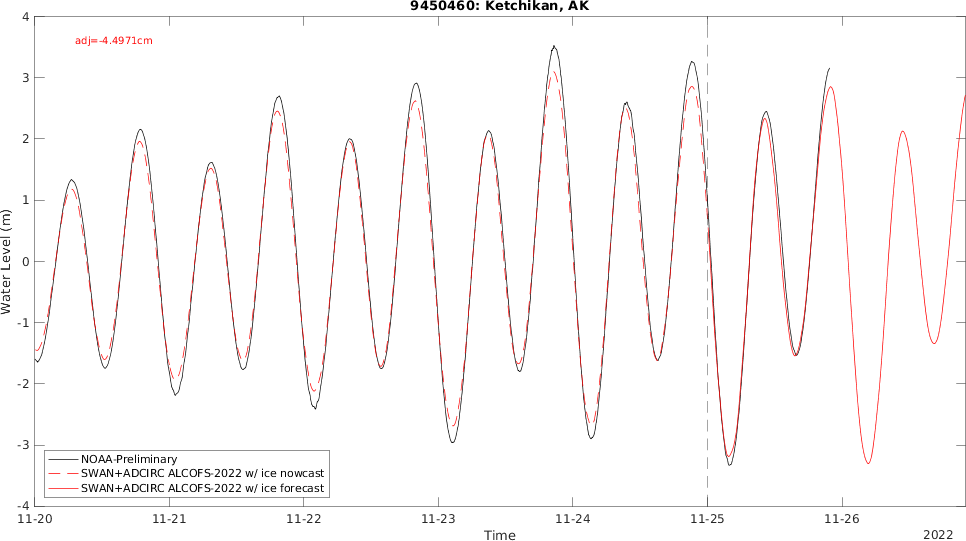 9450460: Ketchikan, AK
adj=-4.4971cm
4
3
2
1
0
-1
-2
-3
-4
Water Level (m)
NOAA-Preliminary
SWAN+ADCIRC ALCOFS-2022 w/ ice nowcast
SWAN+ADCIRC ALCOFS-2022 w/ ice forecast
11-20 11-21 11-22 11-23 11-24 11-25 11-26
Time
2022